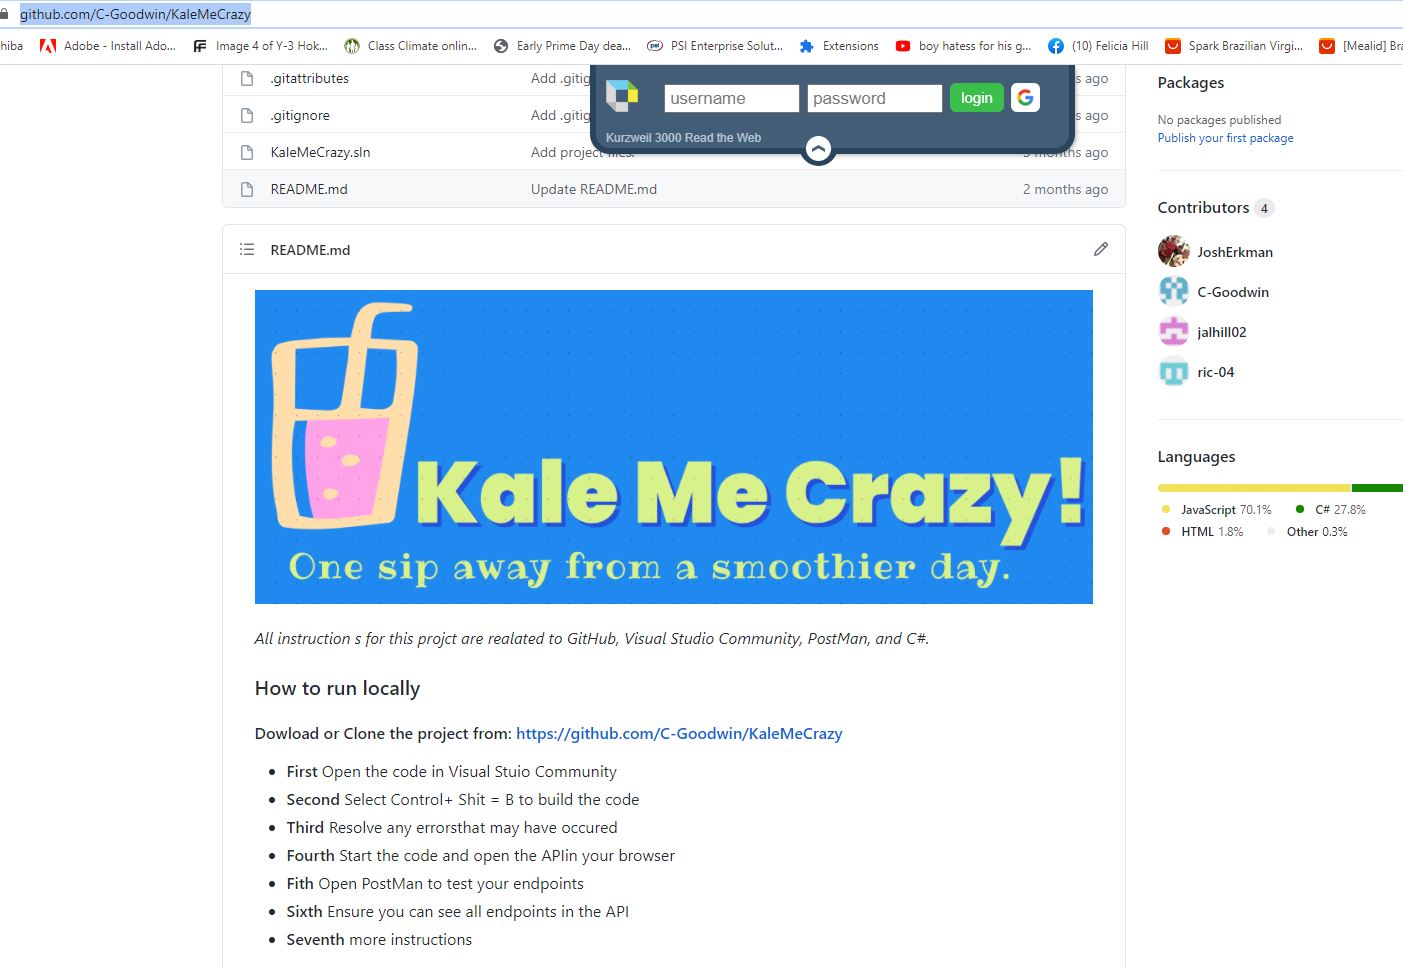 github.com/C-Goodwin/KaleMeCrazy
hiba Adobe - Install Ado... Image 4 of Y-3 Hok... Class Climate onlin... Early Prime Day dea... PSI Enterprise Solut... Extensions boy hatess for his g... (10) Felicia Hill Spark Brazilian Virgi... [Mealid] Bra
.gitattributes Add .gitig s ago
.gitignore Add .gitig s ago
KaleMeCrazy.sln Add project files. 3 months ago
README.md Update README.md 2 months ago
username password login
Kurzweil 3000 Read the Web
README.md
Kale Me Crazy!
One sip away from a smoothier day.
All instruction s for this projct are realated to GitHub, Visual Studio Community, PostMan, and C#.
How to run locally
Dowload or Clone the project from: https://github.com/C-Goodwin/KaleMeCrazy
First Open the code in Visual Stuio Community
Second Select Control+ Shit = B to build the code
Third Resolve any errorsthat may have occured
Fourth Start the code and open the APIin your browser
Fith Open PostMan to test your endpoints
Sixth Ensure you can see all endpoints in the API
Seventh more instructions
Packages
No packages published
Publish your first package
Contributors 4
JoshErkman
C-Goodwin
jalhill02
ric-04
Languages
JavaScript 70.1% C# 27.8%
HTML 1.8% Other 0.3%